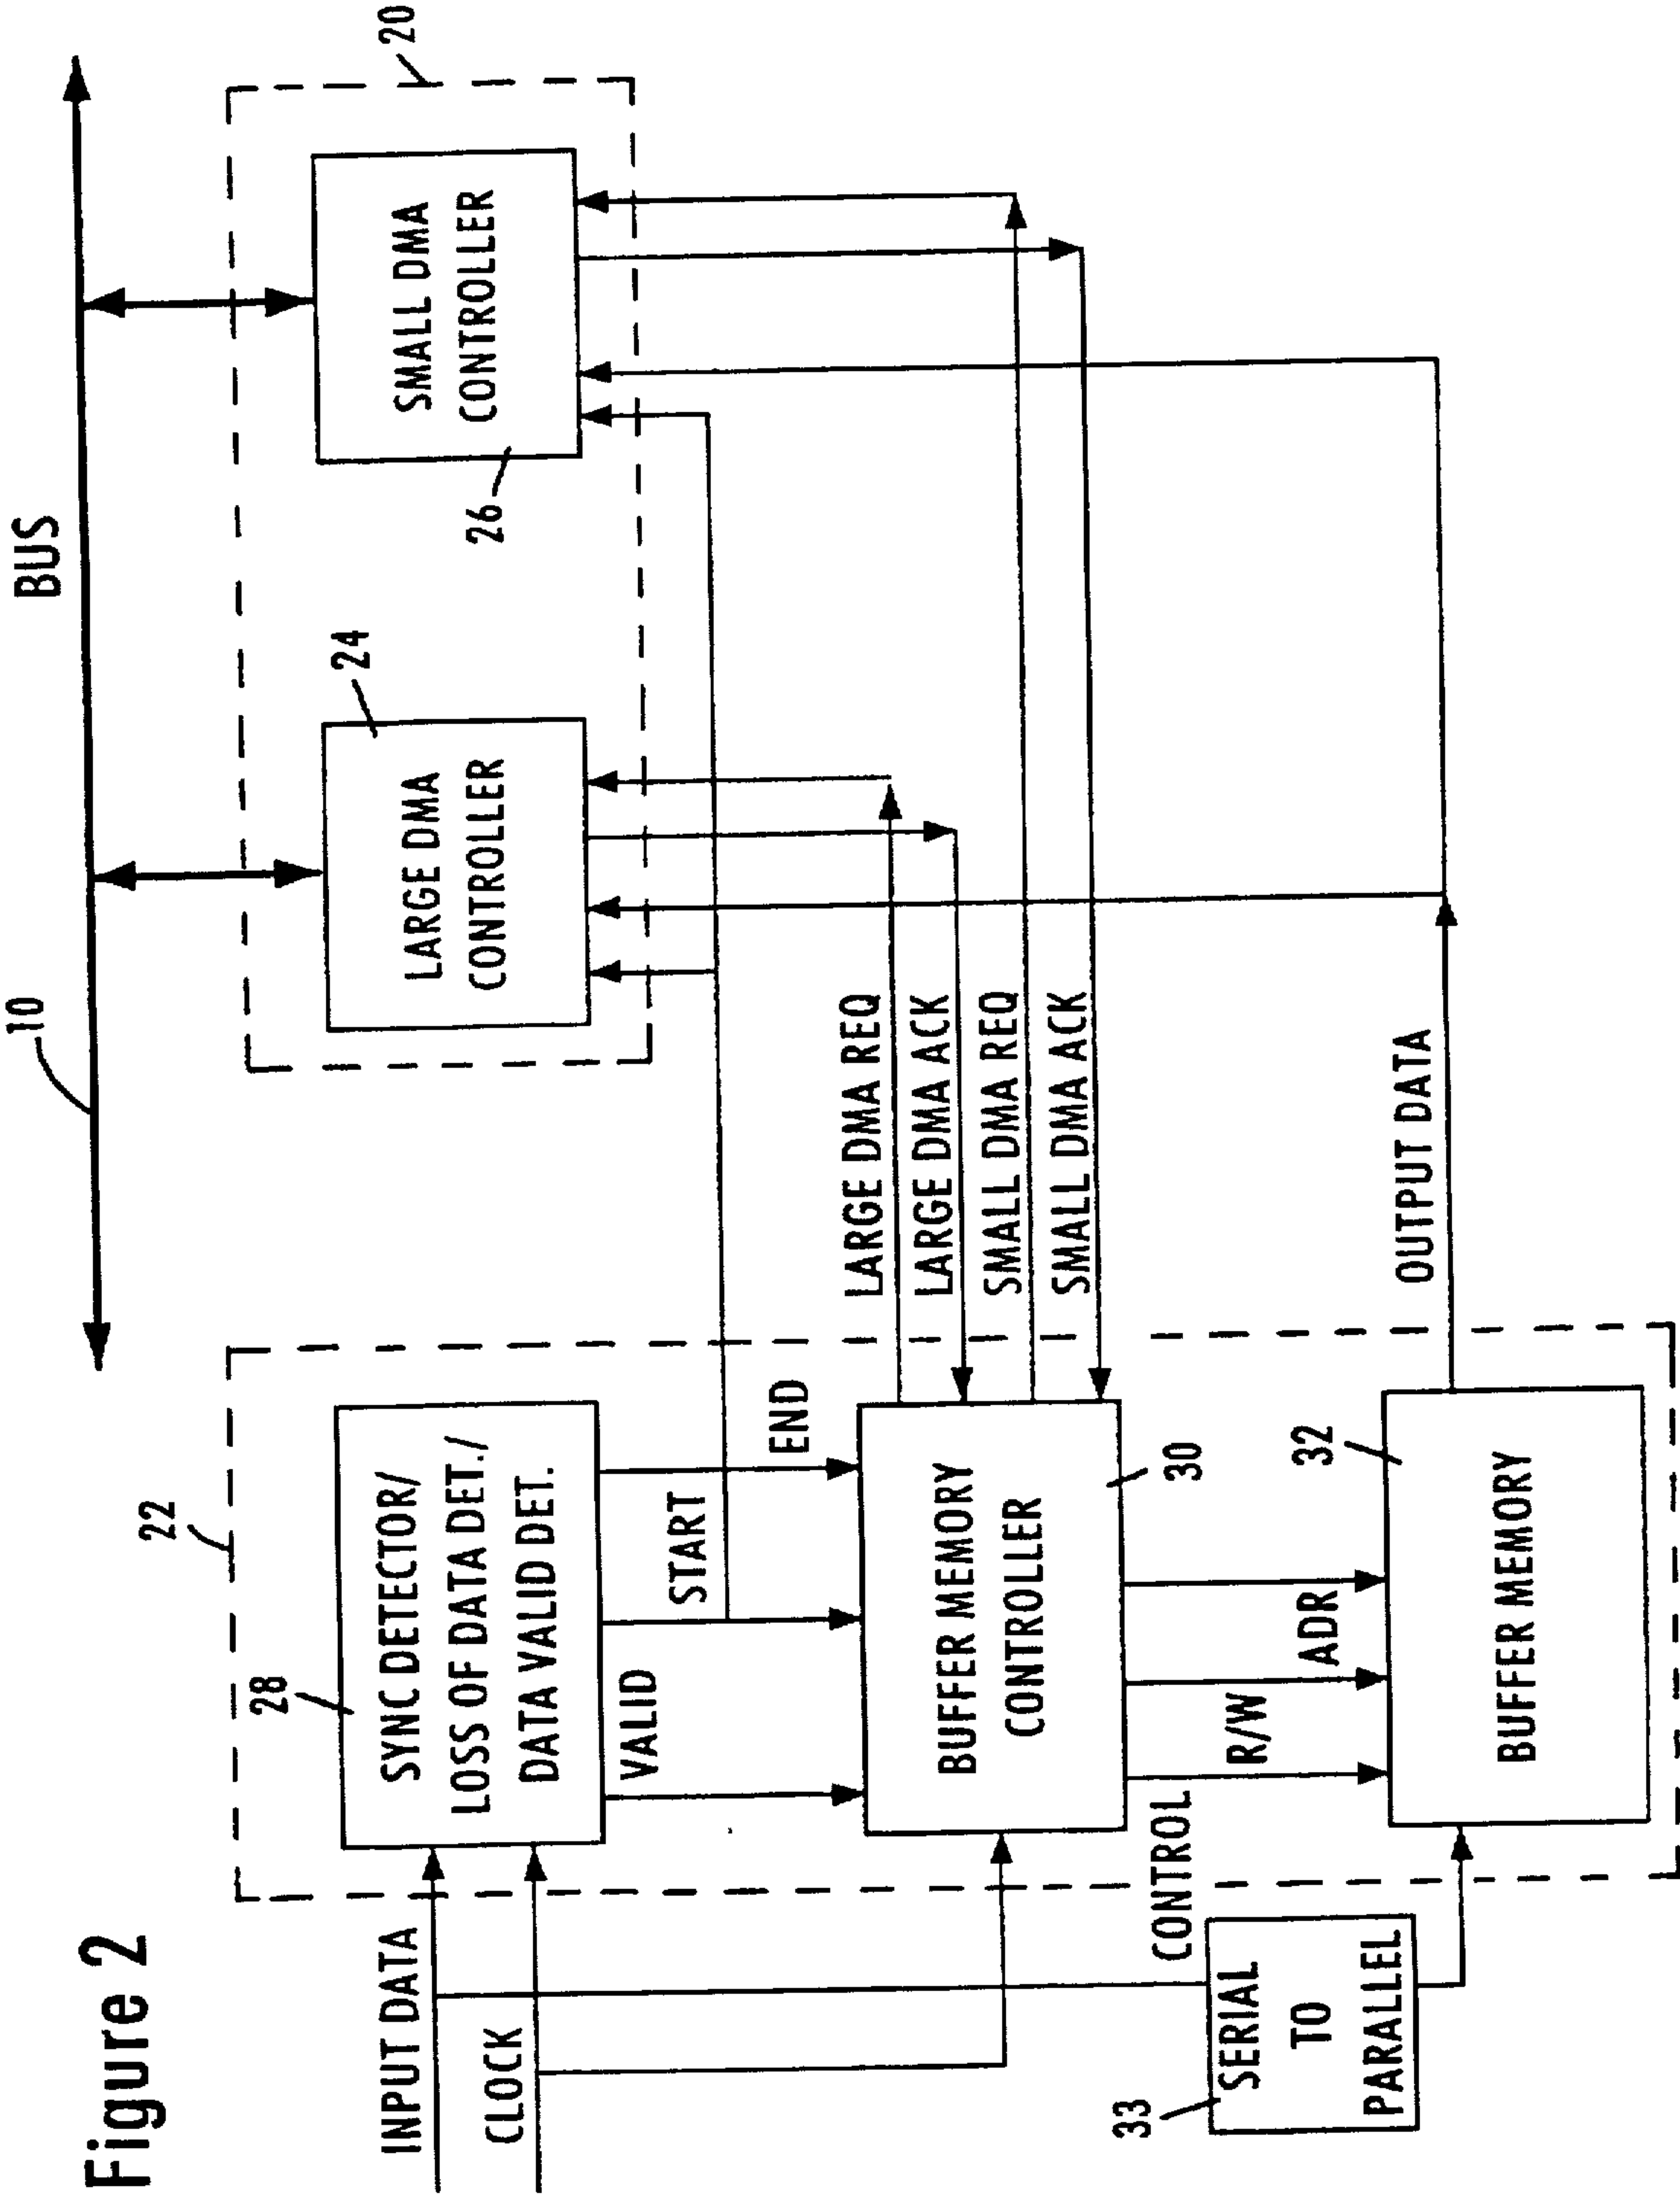 Figure 2
BUS
10
20
22
24
26
LARGE DMA
CONTROLLER
SMALL DMA
CONTROLLER
28
SYNC DETECTOR/
LOSS OF DATA DET./
DATA VALID DET.
INPUT DATA
CLOCK
VALID
START
END
LARGE DMA REQ
LARGE DMA ACK
SMALL DMA REQ
SMALL DMA ACK
BUFFER MEMORY
CONTROLLER
30
CONTROL
R/W
ADR
32
BUFFER MEMORY
OUTPUT DATA
33
SERIAL
TO
PARALLEL